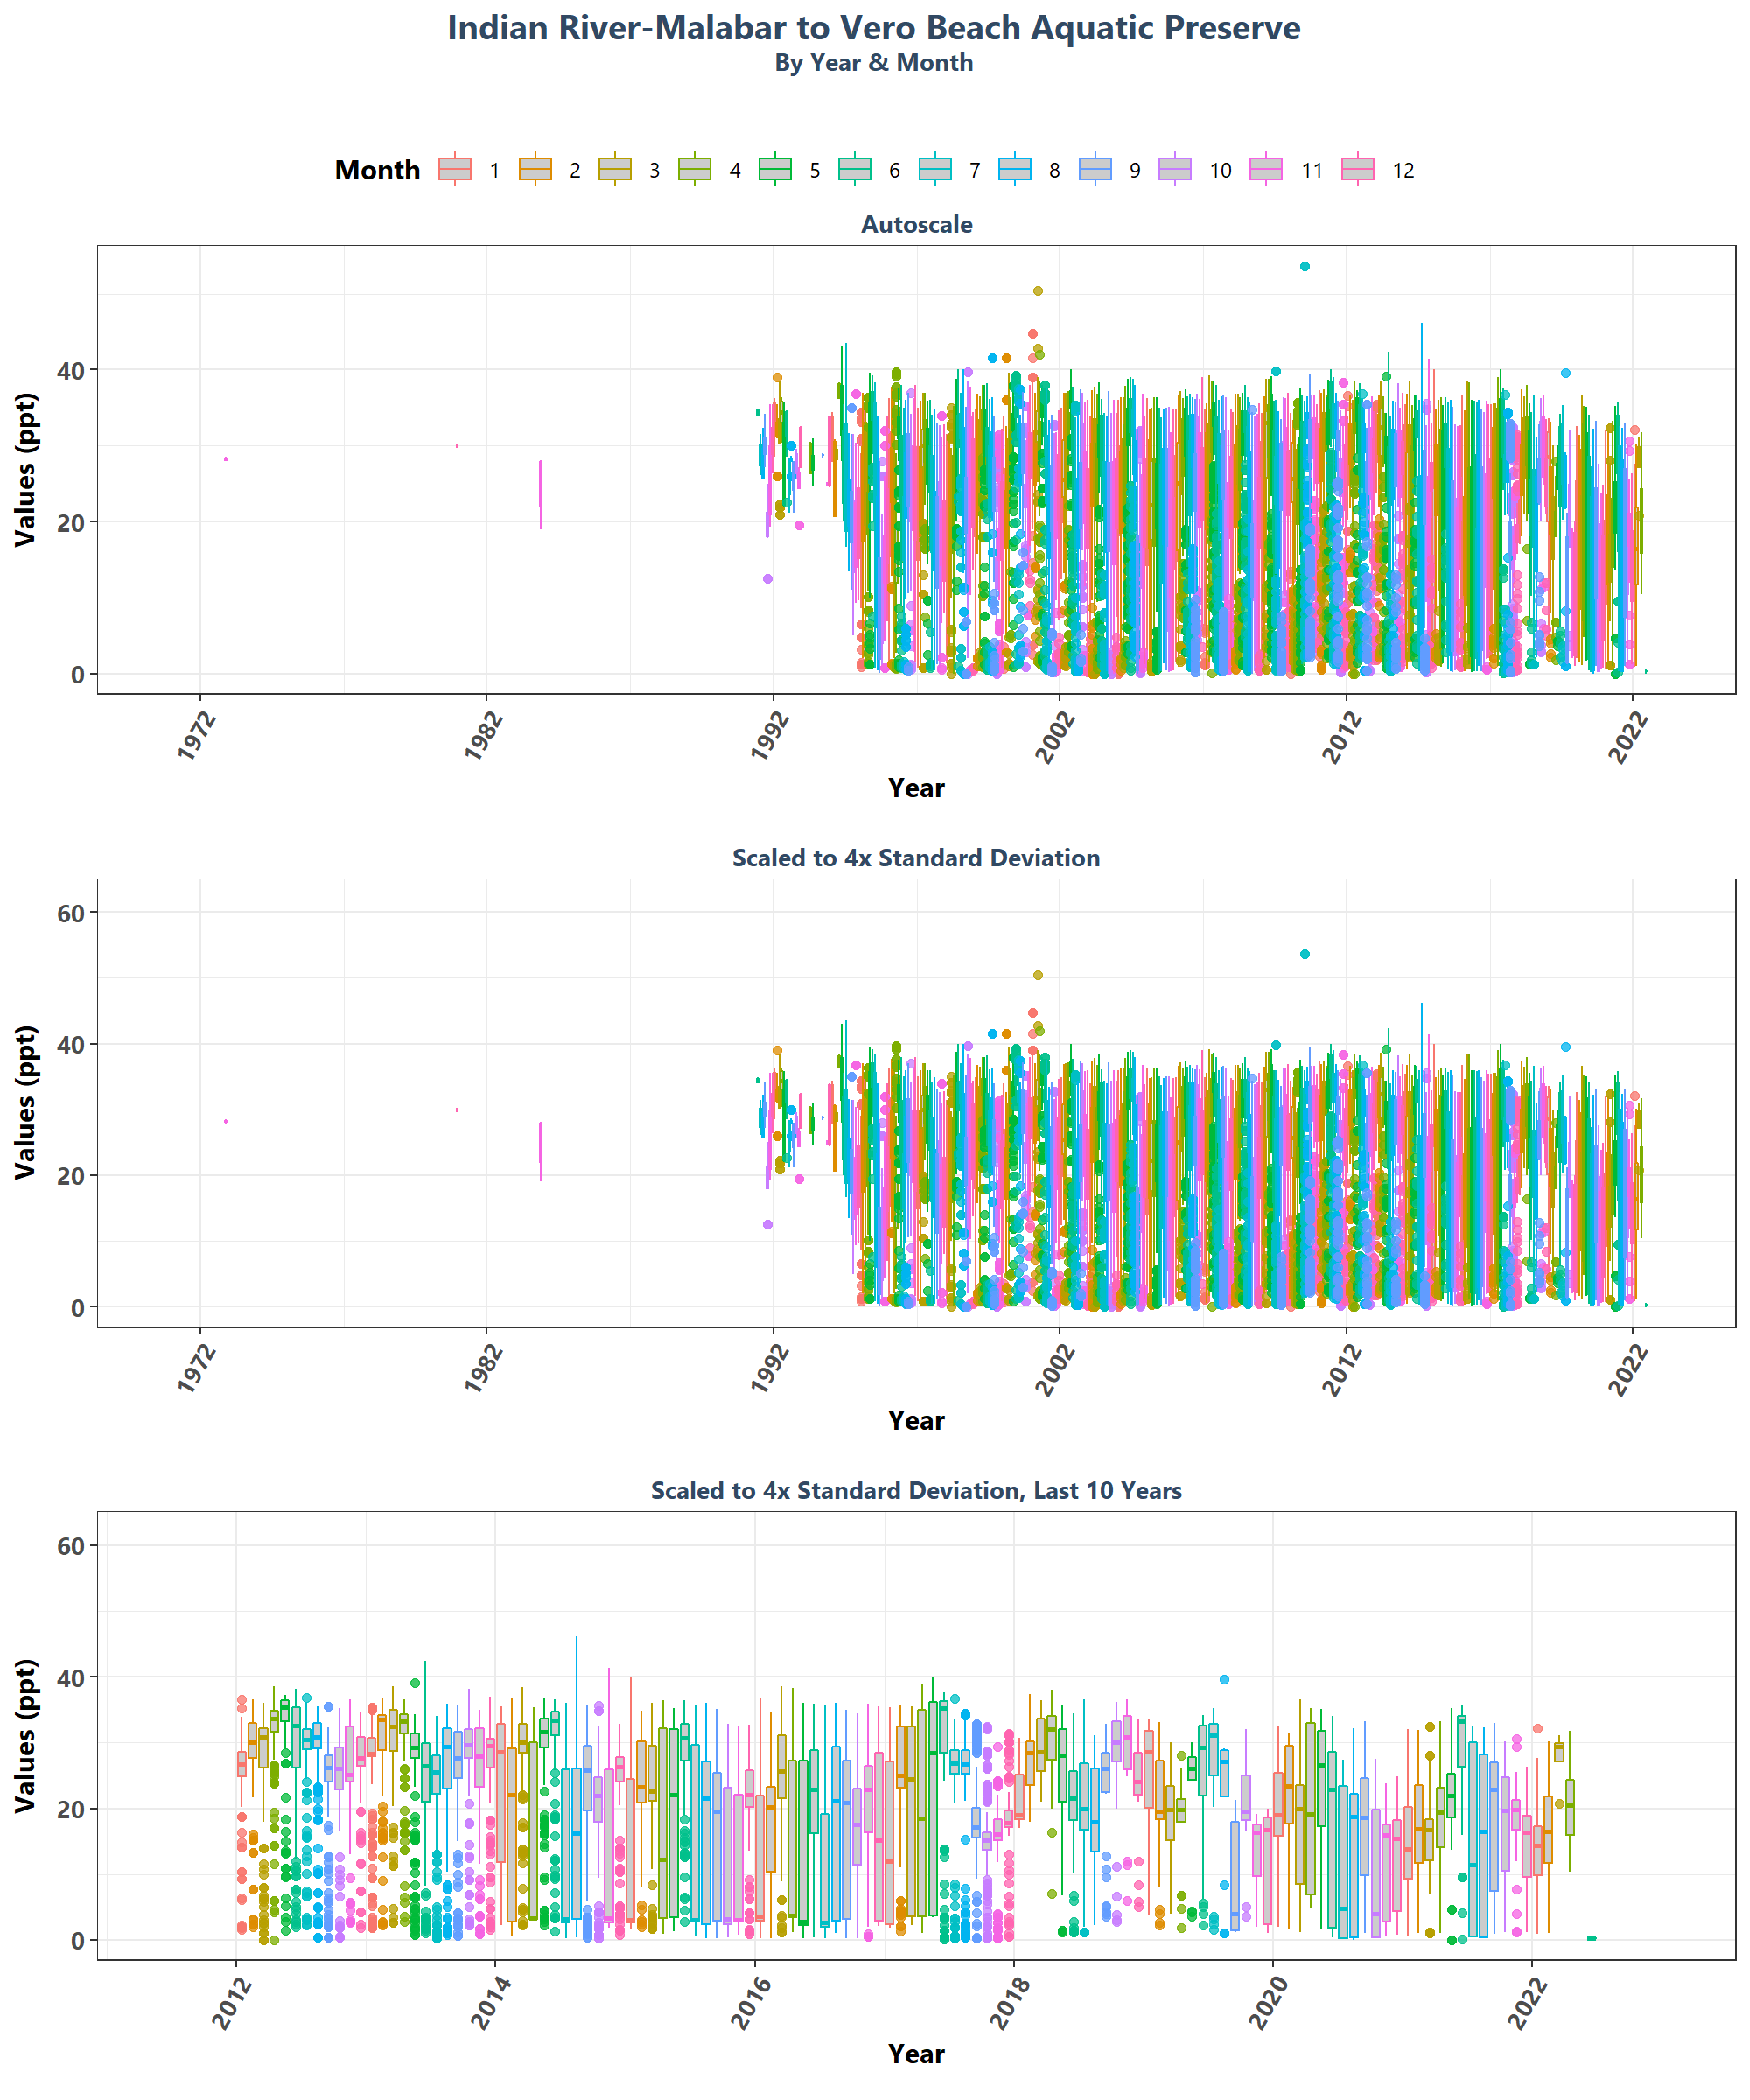 Indian River-Malabar to Vero Beach Aquatic Preserve
By Year & Month
Month 1 2 3 4 5 6 7 8 9 10 11 12
Autoscale
Values (ppt)
40
20
0
1972 1982 1992 2002 2012 2022
Year
Scaled to 4x Standard Deviation
Values (ppt)
60
40
20
0
1972 1982 1992 2002 2012 2022
Year
Scaled to 4x Standard Deviation, Last 10 Years
Values (ppt)
60
40
20
0
2012 2014 2016 2018 2020 2022
Year